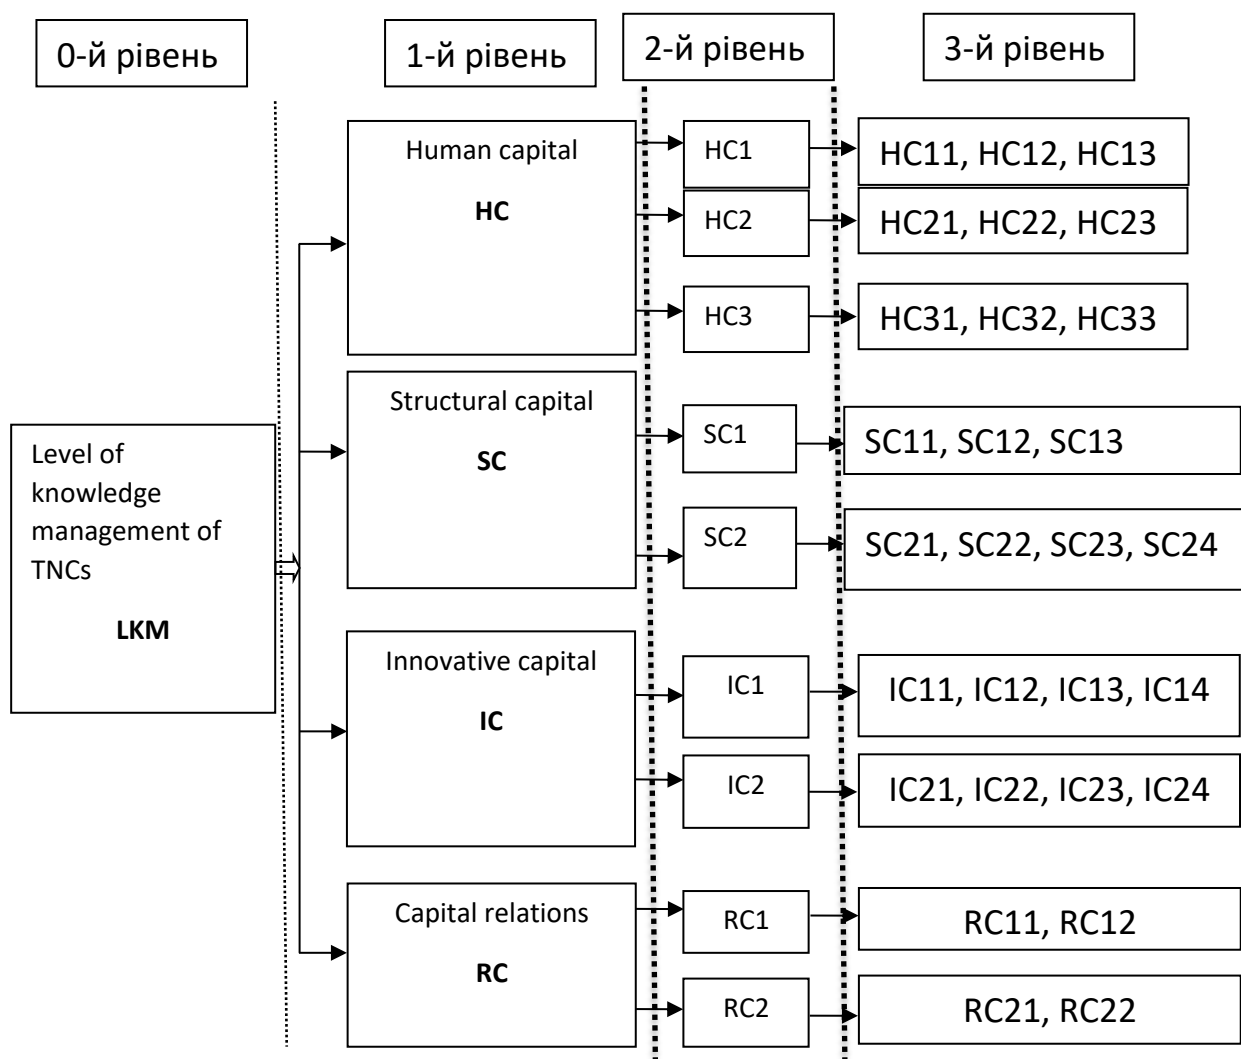 0-й рівень
1-й рівень
2-й рівень
3-й рівень
Level of
knowledge
management of
TNCs
LKM
Human capital
HC
HC1
HC11, HC12, HC13
HC2
HC21, HC22, HC23
HC3
HC31, HC32, HC33
Structural capital
SC
SC1
SC11, SC12, SC13
SC2
SC21, SC22, SC23, SC24
Innovative capital
IC
IC1
IC11, IC12, IC13, IC14
IC2
IC21, IC22, IC23, IC24
Capital relations
RC
RC1
RC11, RC12
RC2
RC21, RC22